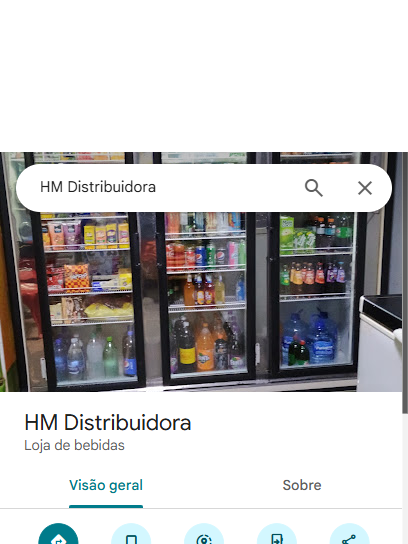 HM Distribuidora
HM Distribuidora
Loja de bebidas
Visão geral
Sobre